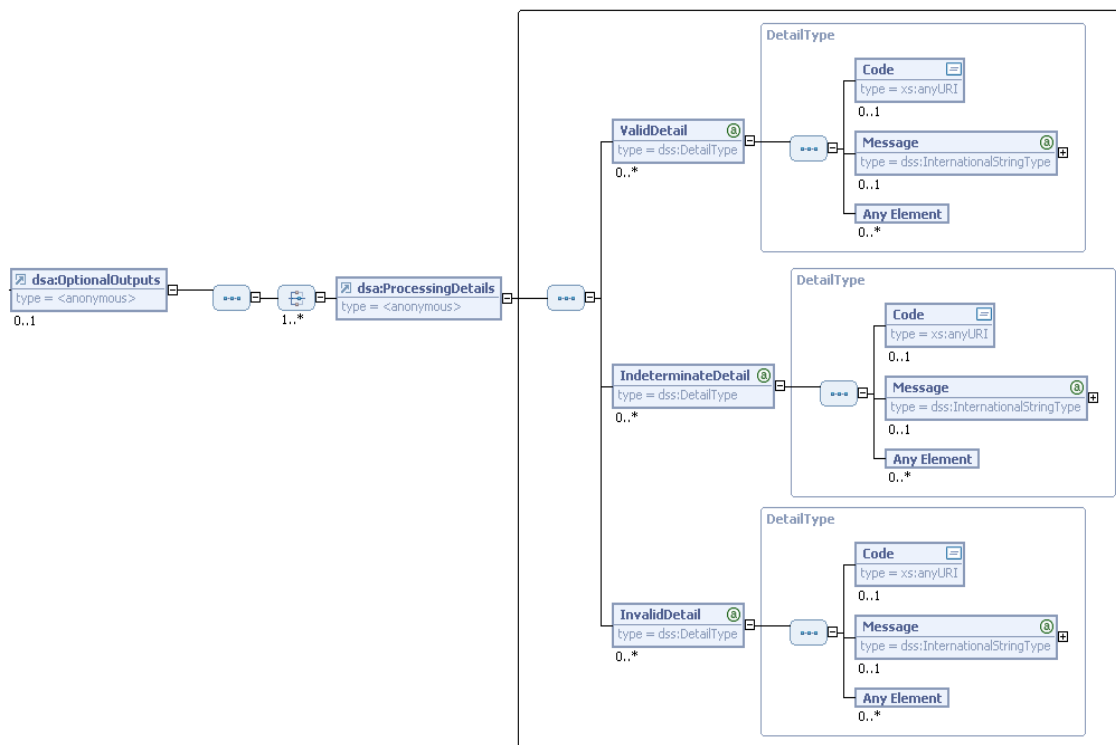 dsa:OptionalOutputs
type = <anonymous>
0..1
1..*
dsa:ProcessingDetails
type = <anonymous>
ValidDetail
type = dss:DetailType
0..*
DetailType
Code
type = xs:anyURI
0..1
Message
type = dss:InternationalStringType
0..1
Any Element
0..*
IndeterminateDetail
type = dss:DetailType
0..*
DetailType
Code
type = xs:anyURI
0..1
Message
type = dss:InternationalStringType
0..1
Any Element
0..*
InvalidDetail
type = dss:DetailType
0..*
DetailType
Code
type = xs:anyURI
0..1
Message
type = dss:InternationalStringType
0..1
Any Element
0..*